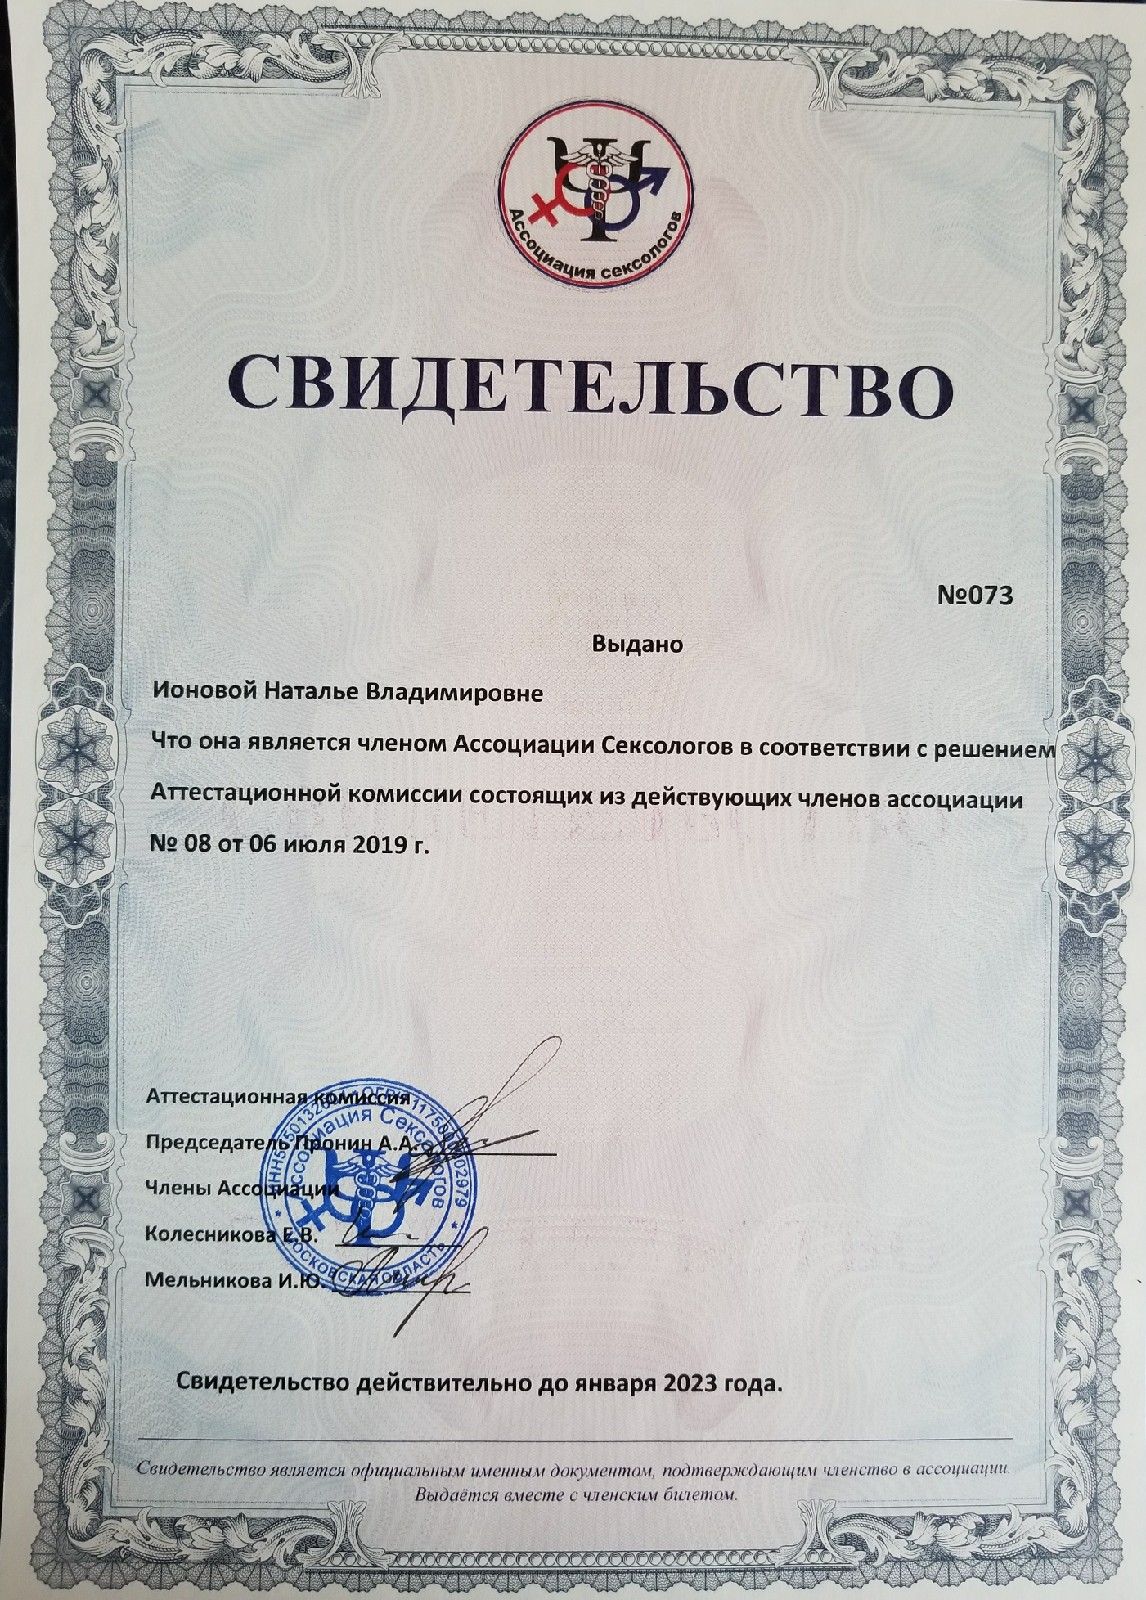 Ассоциация сексологов
СВИДЕТЕЛЬСТВО
№073
Выдано
Ионовой Наталье Владимировне
Что она является членом Ассоциации Сексологов в соответствии с решением
Аттестационной комиссии состоящих из действующих членов ассоциации
№ 08 от 06 июля 2019 г.
Аттестационная комиссия
Председатель Пронин А.А.
Члены Ассоциации
Колесникова Е.В.
Мельникова И.Ю.
Ассоциация Сексологов
МОСКОВСКАЯ ОБЛАСТЬ
Свидетельство действительно до января 2023 года.
Свидетельство является официальным именным документом, подтверждающим членство в ассоциации.
Выдаётся вместе с членским билетом.